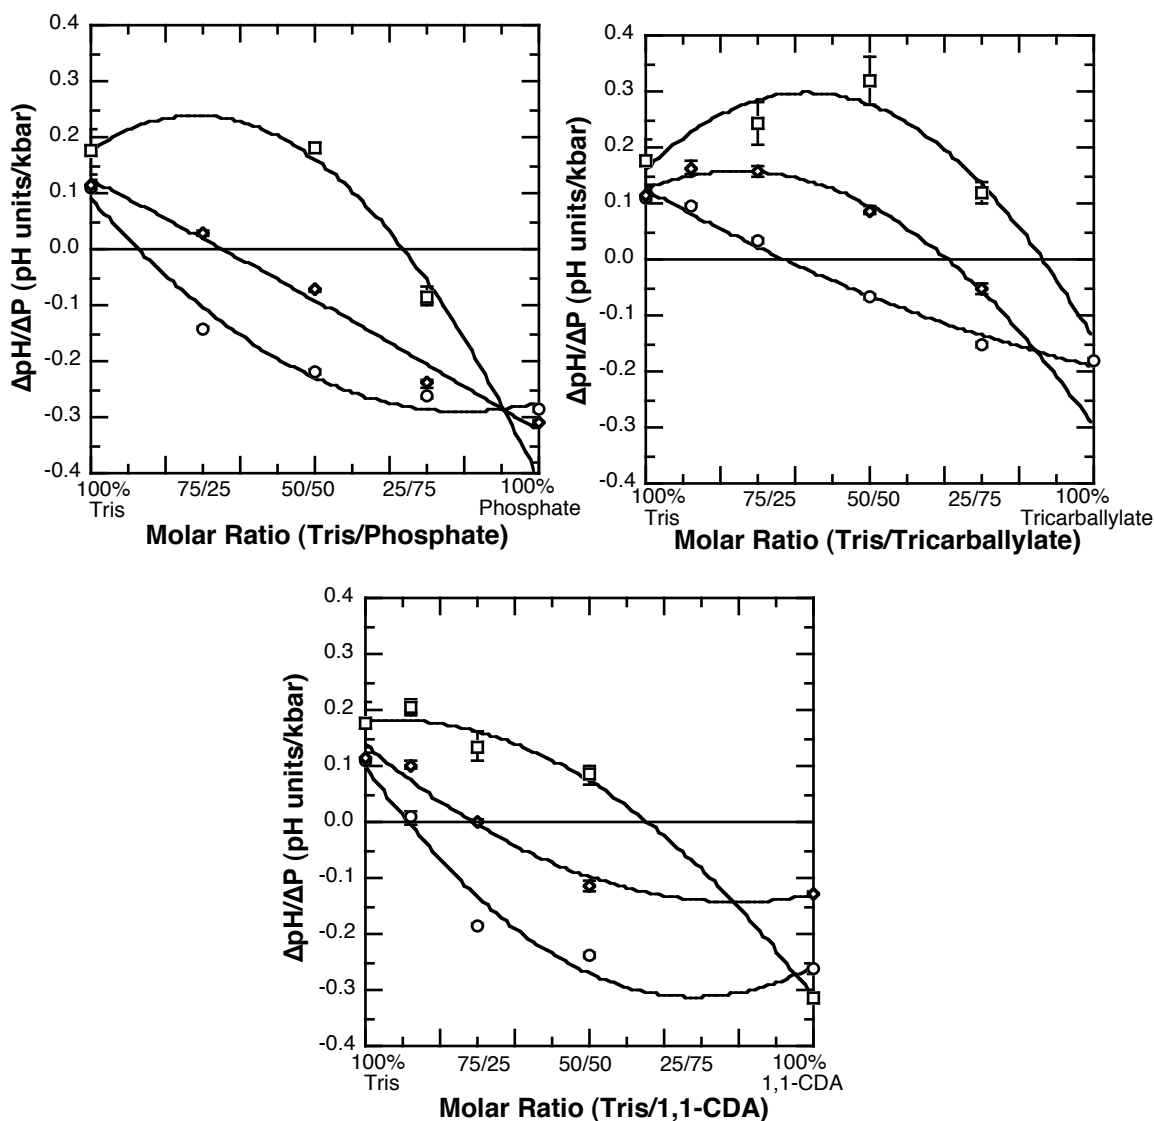 0.4
0.3
0.2
0.1
0.0
-0.1
-0.2
-0.3
-0.4
ΔpH/ΔP (pH units/kbar)
100% 75/25 50/50 25/75 100%
Tris Phosphate
Molar Ratio (Tris/Phosphate)
0.4
0.3
0.2
0.1
0.0
-0.1
-0.2
-0.3
-0.4
ΔpH/ΔP (pH units/kbar)
100% 75/25 50/50 25/75 100%
Tris Tricarballylate
Molar Ratio (Tris/Tricarballylate)
0.4
0.3
0.2
0.1
0.0
-0.1
-0.2
-0.3
-0.4
ΔpH/ΔP (pH units/kbar)
100% 75/25 50/50 25/75 100%
Tris 1,1-CDA
Molar Ratio (Tris/1,1-CDA)